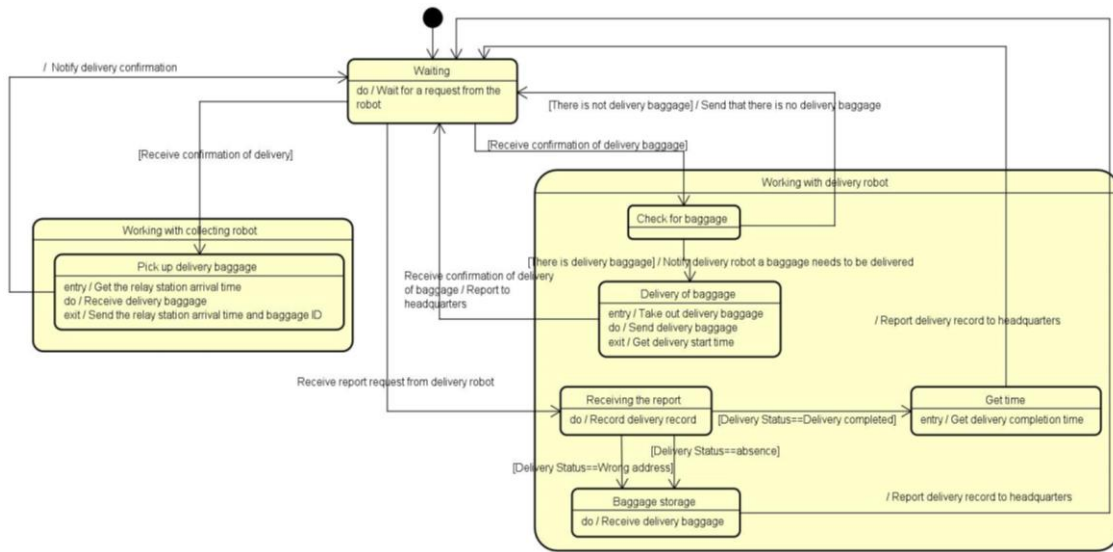 / Notify delivery confirmation
Waiting
do / Wait for a request from the
robot
[There is not delivery baggage] / Send that there is no delivery baggage
[Receive confirmation of delivery]
[Receive confirmation of delivery baggage]
Working with delivery robot
Check for baggage
Working with collecting robot
Pick up delivery baggage
entry / Get the relay station arrival time
do / Receive delivery baggage
exit / Send the relay station arrival time and baggage ID
[There is delivery baggage] / Notify delivery robot a baggage needs to be delivered
Receive confirmation of delivery
of baggage / Report to
headquarters
Delivery of baggage
entry / Take out delivery baggage
do / Send delivery baggage
exit / Get delivery start time
/ Report delivery record to headquarters
Receive report request from delivery robot
Receiving the report
do / Record delivery record
[Delivery Status==Delivery completed]
Get time
entry / Get delivery completion time
[Delivery Status==absence]
[Delivery Status==Wrong address]
Baggage storage
do / Receive delivery baggage
/ Report delivery record to headquarters